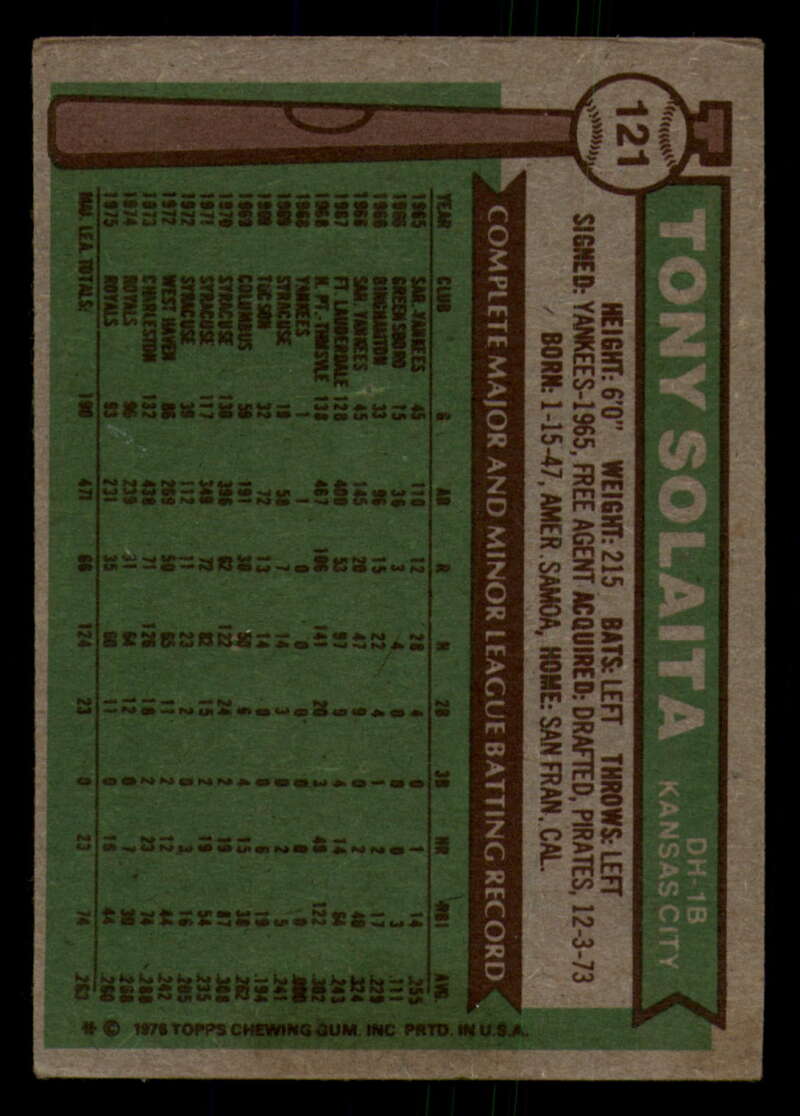 121
TONY SOLAITA
DH-1B
KANSAS CITY
HEIGHT: 6'0" WEIGHT: 215 BATS: LEFT THROWS: LEFT
SIGNED: YANKEES-1965, FREE AGENT ACQUIRED: DRAFTED, PIRATES, 12-3-73
BORN: 1-15-47, AMER. SAMOA, HOME: SAN FRAN, CAL.
COMPLETE MAJOR AND MINOR LEAGUE BATTING RECORD
YEAR CLUB G AB R H 2B 3B HR RBI AVG.
1965 SAR. YANKEES 45 110 12 28 4 0 1 14 .255
1966 GREENSBORO 15 36 3 4 0 0 0 3 .111
1966 BINGHAMTON 33 96 15 22 4 1 2 17 .229
1966 SAR. YANKEES 45 145 20 47 9 0 2 40 .324
1967 FT. LAUDERDALE 128 400 53 97 9 4 14 64 .243
1968 H. PT.-THMSVLE 138 467 106 141 20 3 49 122 .302
1968 YANKEES 1 1 0 0 0 0 0 0 .000
1969 SYRACUSE 18 58 7 14 3 0 2 5 .241
1969 TUCSON 32 72 13 14 0 0 6 19 .194
1969 COLUMBUS 59 191 30 50 6 4 15 36 .262
1970 SYRACUSE 138 396 62 122 24 2 19 87 .308
1971 SYRACUSE 117 349 72 82 15 2 19 54 .235
1972 SYRACUSE 39 112 11 23 2 0 3 16 .205
1972 WEST HAVEN 86 269 50 65 11 2 12 44 .242
1973 CHARLESTON 132 438 71 126 18 2 23 74 .288
1974 ROYALS 96 239 31 64 12 0 7 30 .268
1975 ROYALS 93 231 35 60 11 0 16 44 .260
MAJ. LEA. TOTALS: 190 471 66 124 23 0 23 74 .263
* © 1976 TOPPS CHEWING GUM, INC PRTD. IN U.S.A.